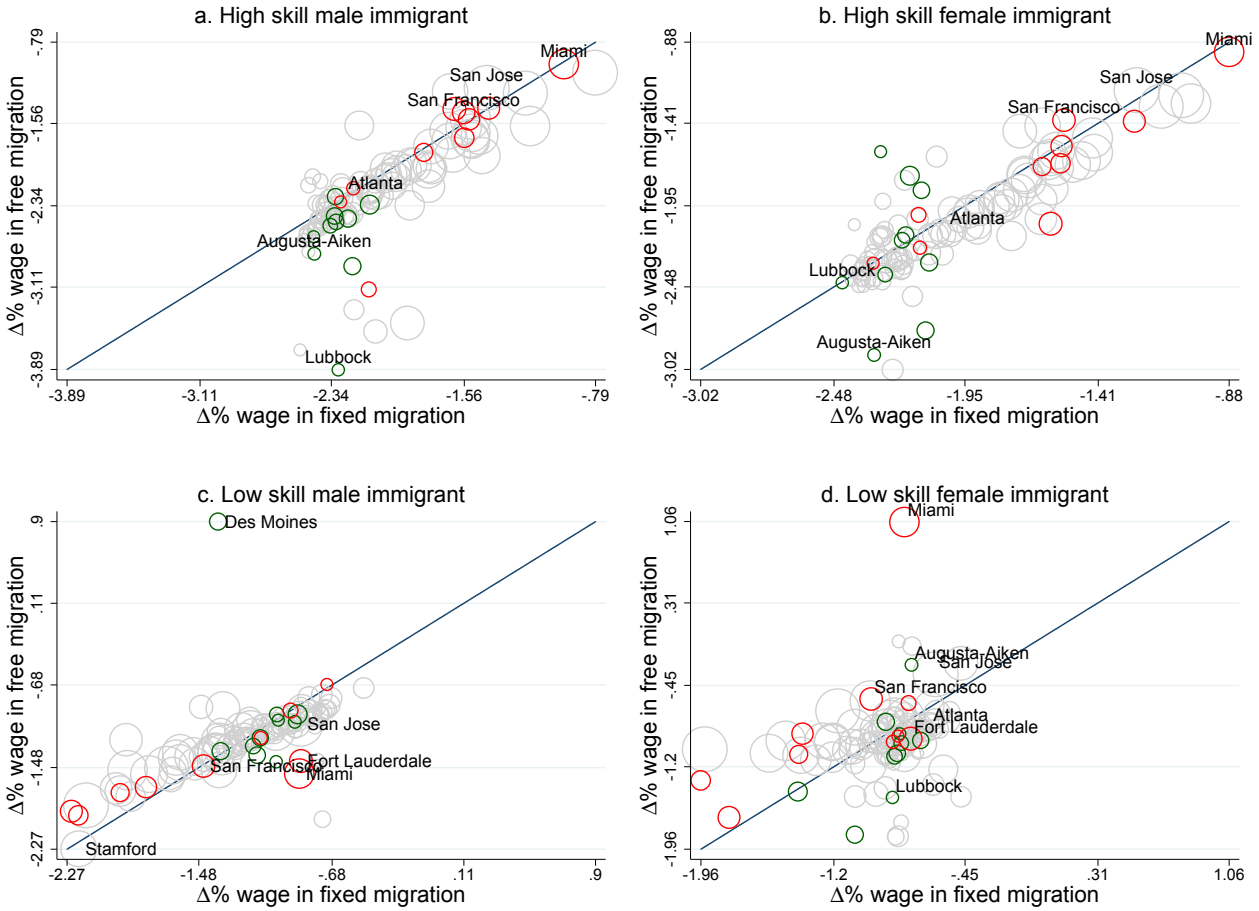 a. High skill male immigrant
Δ% wage in free migration
-.79
-1.56
-2.34
-3.11
-3.89
Miami
San Jose
San Francisco
Atlanta
Augusta-Aiken
Lubbock
-3.89 -3.11 -2.34 -1.56 -.79
Δ% wage in fixed migration
b. High skill female immigrant
Δ% wage in free migration
-.88
-1.41
-1.95
-2.48
-3.02
Miami
San Jose
San Francisco
Atlanta
Lubbock
Augusta-Aiken
-3.02 -2.48 -1.95 -1.41 -.88
Δ% wage in fixed migration
c. Low skill male immigrant
Δ% wage in free migration
.9
.11
-.68
-1.48
-2.27
Des Moines
San Jose
Fort Lauderdale
San Francisco
Miami
Stamford
-2.27 -1.48 -.68 .11 .9
Δ% wage in fixed migration
d. Low skill female immigrant
Δ% wage in free migration
1.06
.31
-.45
-1.2
-1.96
Miami
Augusta-Aiken
San Jose
San Francisco
Atlanta
Fort Lauderdale
Lubbock
-1.96 -1.2 -.45 .31 1.06
Δ% wage in fixed migration